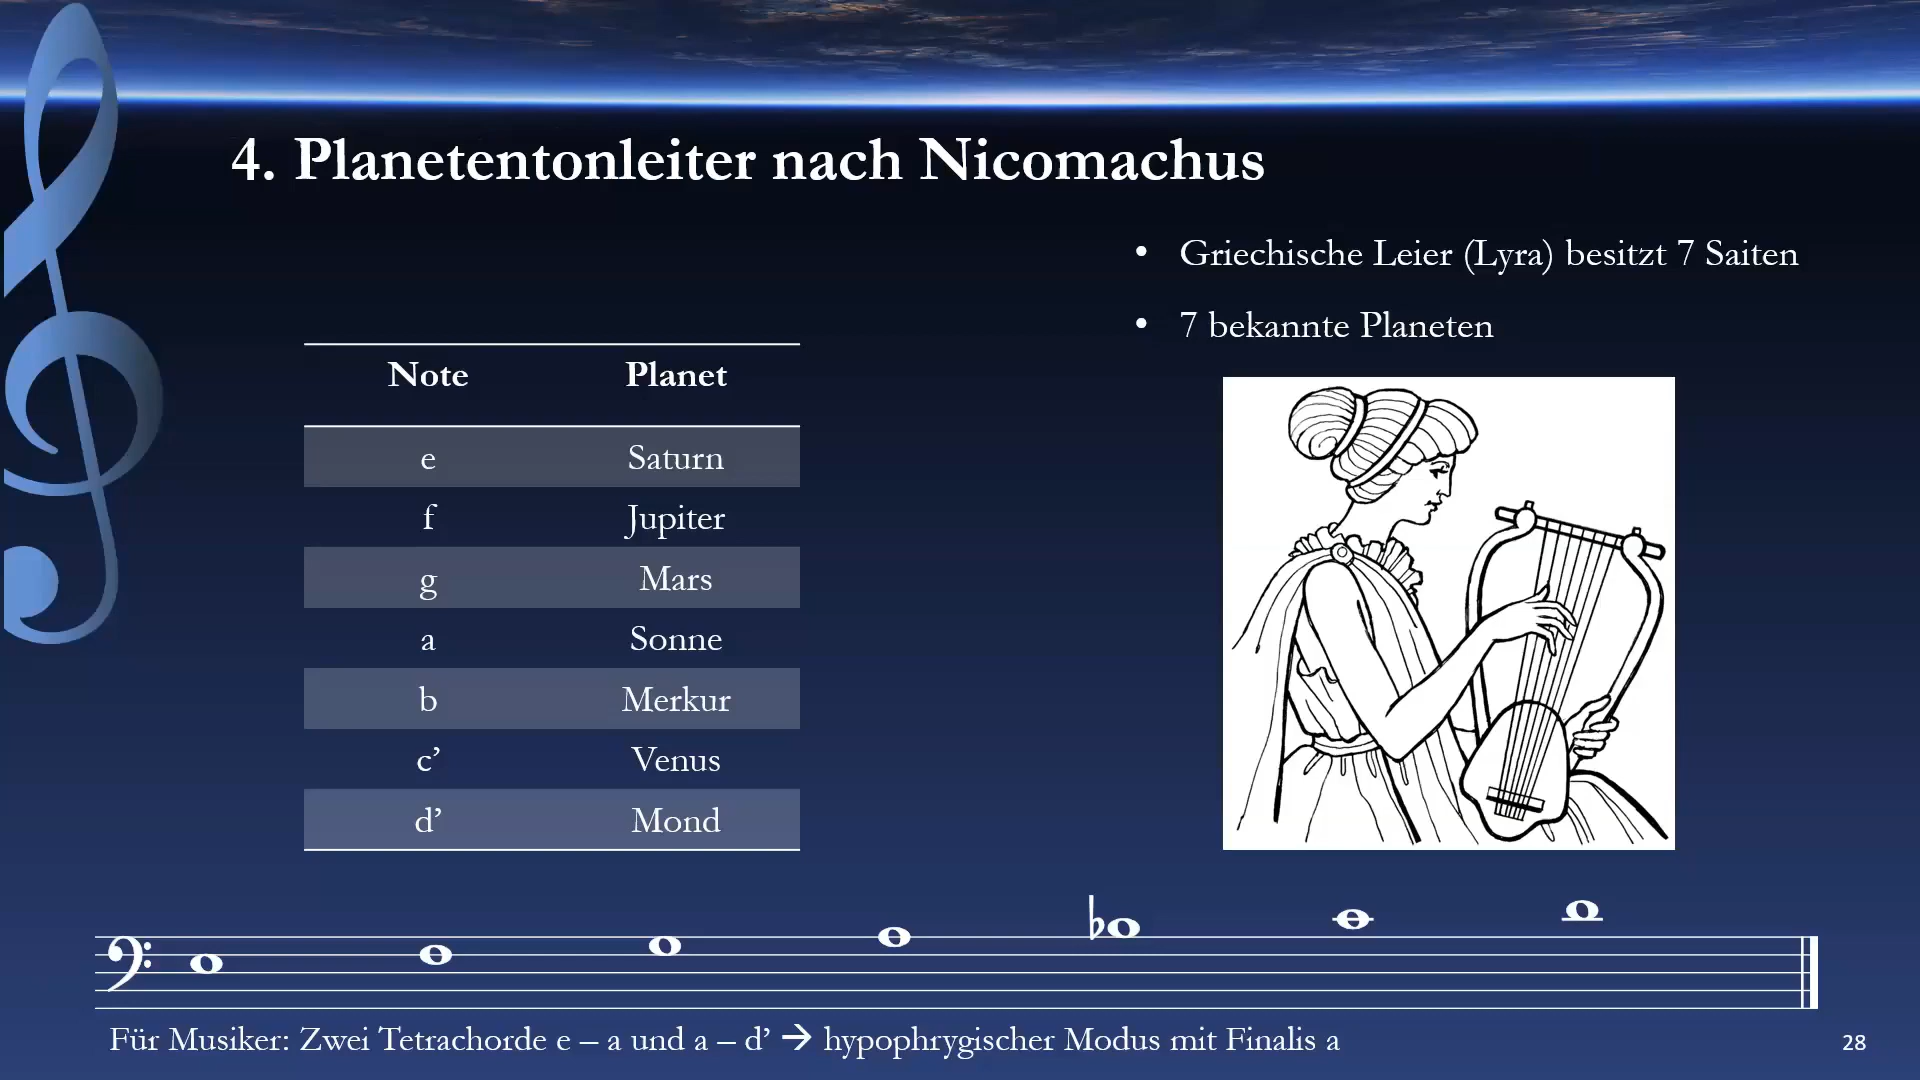 4. Planetentonleiter nach Nicomachus
• Griechische Leier (Lyra) besitzt 7 Saiten
• 7 bekannte Planeten
Note Planet
e Saturn
f Jupiter
g Mars
a Sonne
b Merkur
c’ Venus
d’ Mond
Für Musiker: Zwei Tetrachorde e – a und a – d’ → hypophrygischer Modus mit Finalis a
28